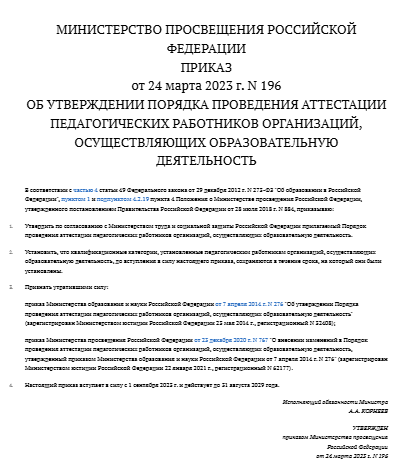 МИНИСТЕРСТВО ПРОСВЕЩЕНИЯ РОССИЙСКОЙ
ФЕДЕРАЦИИ
ПРИКАЗ
от 24 марта 2023 г. N 196
ОБ УТВЕРЖДЕНИИ ПОРЯДКА ПРОВЕДЕНИЯ АТТЕСТАЦИИ
ПЕДАГОГИЧЕСКИХ РАБОТНИКОВ ОРГАНИЗАЦИЙ,
ОСУЩЕСТВЛЯЮЩИХ ОБРАЗОВАТЕЛЬНУЮ
ДЕЯТЕЛЬНОСТЬ
В соответствии с частью 4 статьи 49 Федерального закона от 29 декабря 2012 г. N 273-ФЗ "Об образовании в Российской
Федерации", пунктом 1 и подпунктом 4.2.19 пункта 4 Положения о Министерстве просвещения Российской Федерации,
утвержденного постановлением Правительства Российской Федерации от 28 июля 2018 г. N 884, приказываю:
1. Утвердить по согласованию с Министерством труда и социальной защиты Российской Федерации прилагаемый Порядок
проведения аттестации педагогических работников организаций, осуществляющих образовательную деятельность.
2. Установить, что квалификационные категории, установленные педагогическим работникам организаций, осуществляющих
образовательную деятельность, до вступления в силу настоящего приказа, сохраняются в течение срока, на который они были
установлены.
3. Признать утратившими силу:
приказ Министерства образования и науки Российской Федерации от 7 апреля 2014 г. N 276 "Об утверждении Порядка
проведения аттестации педагогических работников организаций, осуществляющих образовательную деятельность"
(зарегистрирован Министерством юстиции Российской Федерации 23 мая 2014 г., регистрационный N 32408);
приказ Министерства просвещения Российской Федерации от 23 декабря 2020 г. N 767 "О внесении изменений в Порядок
проведения аттестации педагогических работников организаций, осуществляющих образовательную деятельность,
утвержденный приказом Министерства образования и науки Российской Федерации от 7 апреля 2014 г. N 276" (зарегистрирован
Министерством юстиции Российской Федерации 22 января 2021 г., регистрационный N 62177).
4. Настоящий приказ вступает в силу с 1 сентября 2023 г. и действует до 31 августа 2029 года.
Исполняющий обязанности Министра
А.А. КОРНЕЕВ
УТВЕРЖДЕН
приказом Министерства просвещения
Российской Федерации
от 24 марта 2023 г. N 196